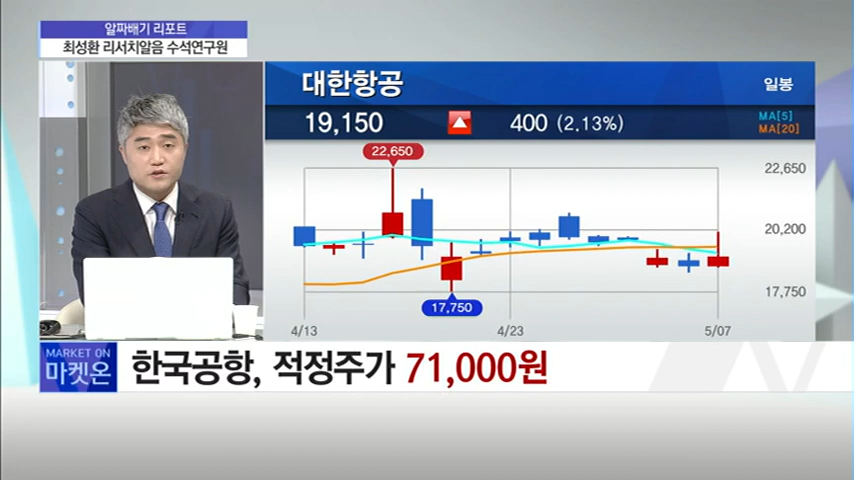 알짜배기 리포트
최성환 리서치알음 수석연구원
대한항공
일봉
19,150 ▲ 400 (2.13%)
MA[5]
MA[20]
22,650
22,650
20,200
17,750
17,750
4/13 4/23 5/07
MARKET ON
마켓온
한국공항, 적정주가 71,000원